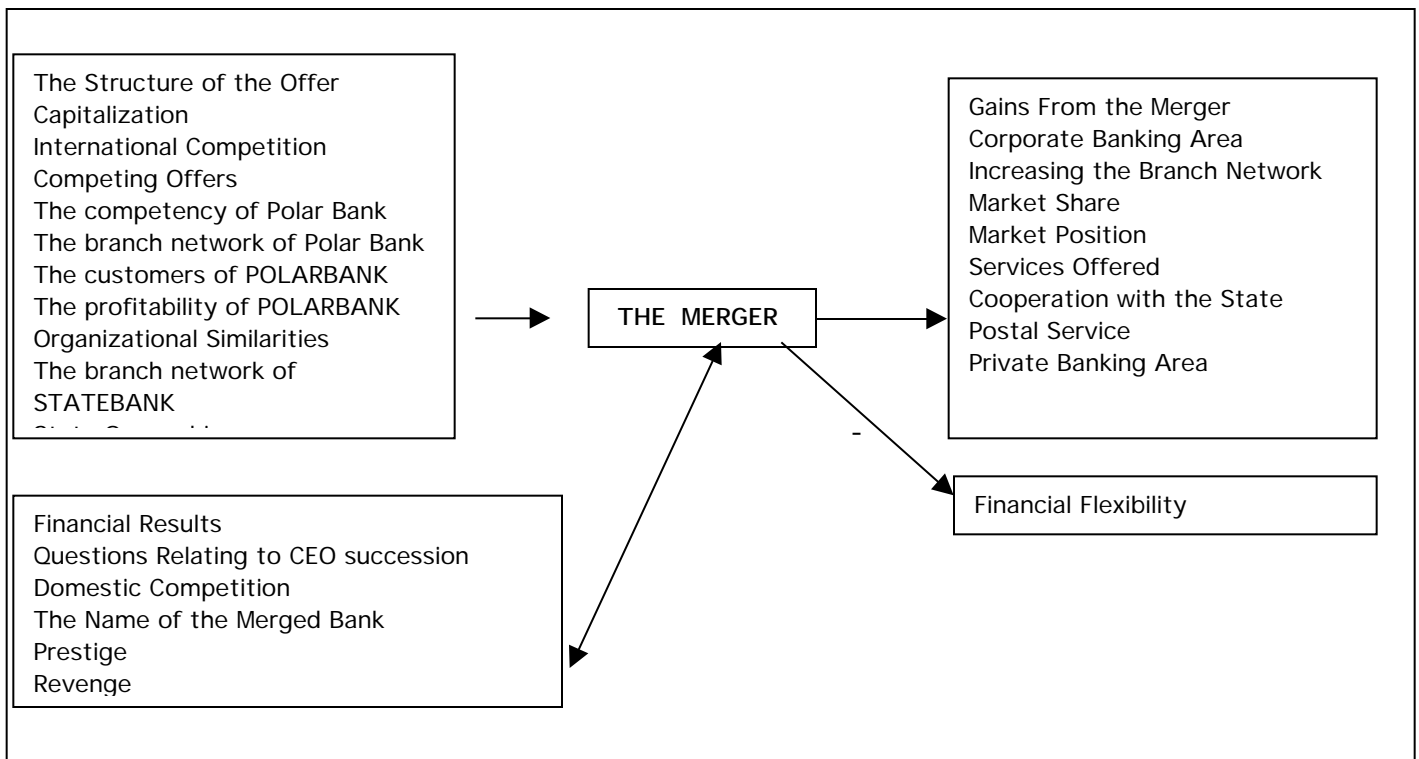 The Structure of the Offer
Capitalization
International Competition
Competing Offers
The competency of Polar Bank
The branch network of Polar Bank
The customers of POLARBANK
The profitability of POLARBANK
Organizational Similarities
The branch network of
STATEBANK
THE MERGER
Gains From the Merger
Corporate Banking Area
Increasing the Branch Network
Market Share
Market Position
Services Offered
Cooperation with the State
Postal Service
Private Banking Area
-
Financial Flexibility
Financial Results
Questions Relating to CEO succession
Domestic Competition
The Name of the Merged Bank
Prestige
Revenge